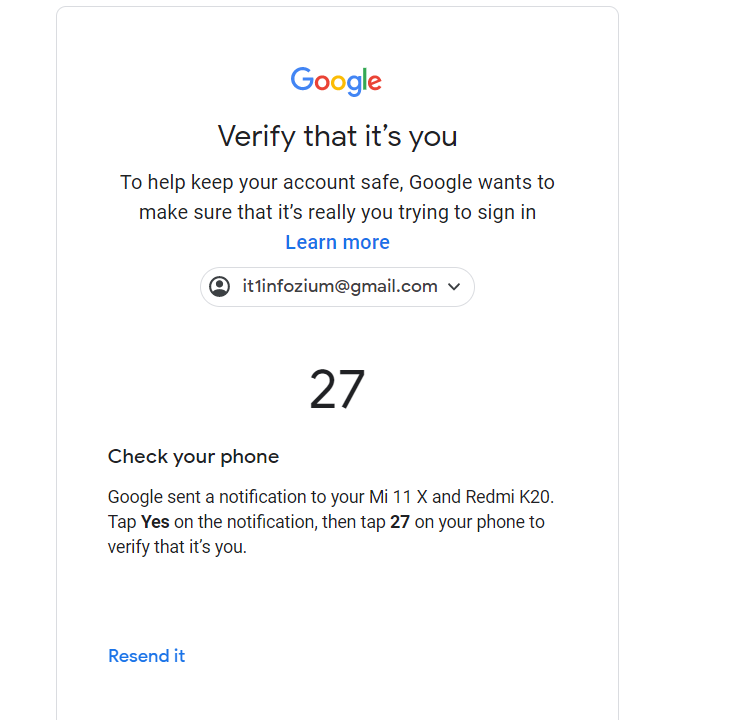 Google
Verify that it’s you
To help keep your account safe, Google wants to
make sure that it’s really you trying to sign in
Learn more
it1infozium@gmail.com
27
Check your phone
Google sent a notification to your Mi 11 X and Redmi K20.
Tap Yes on the notification, then tap 27 on your phone to
verify that it’s you.
Resend it